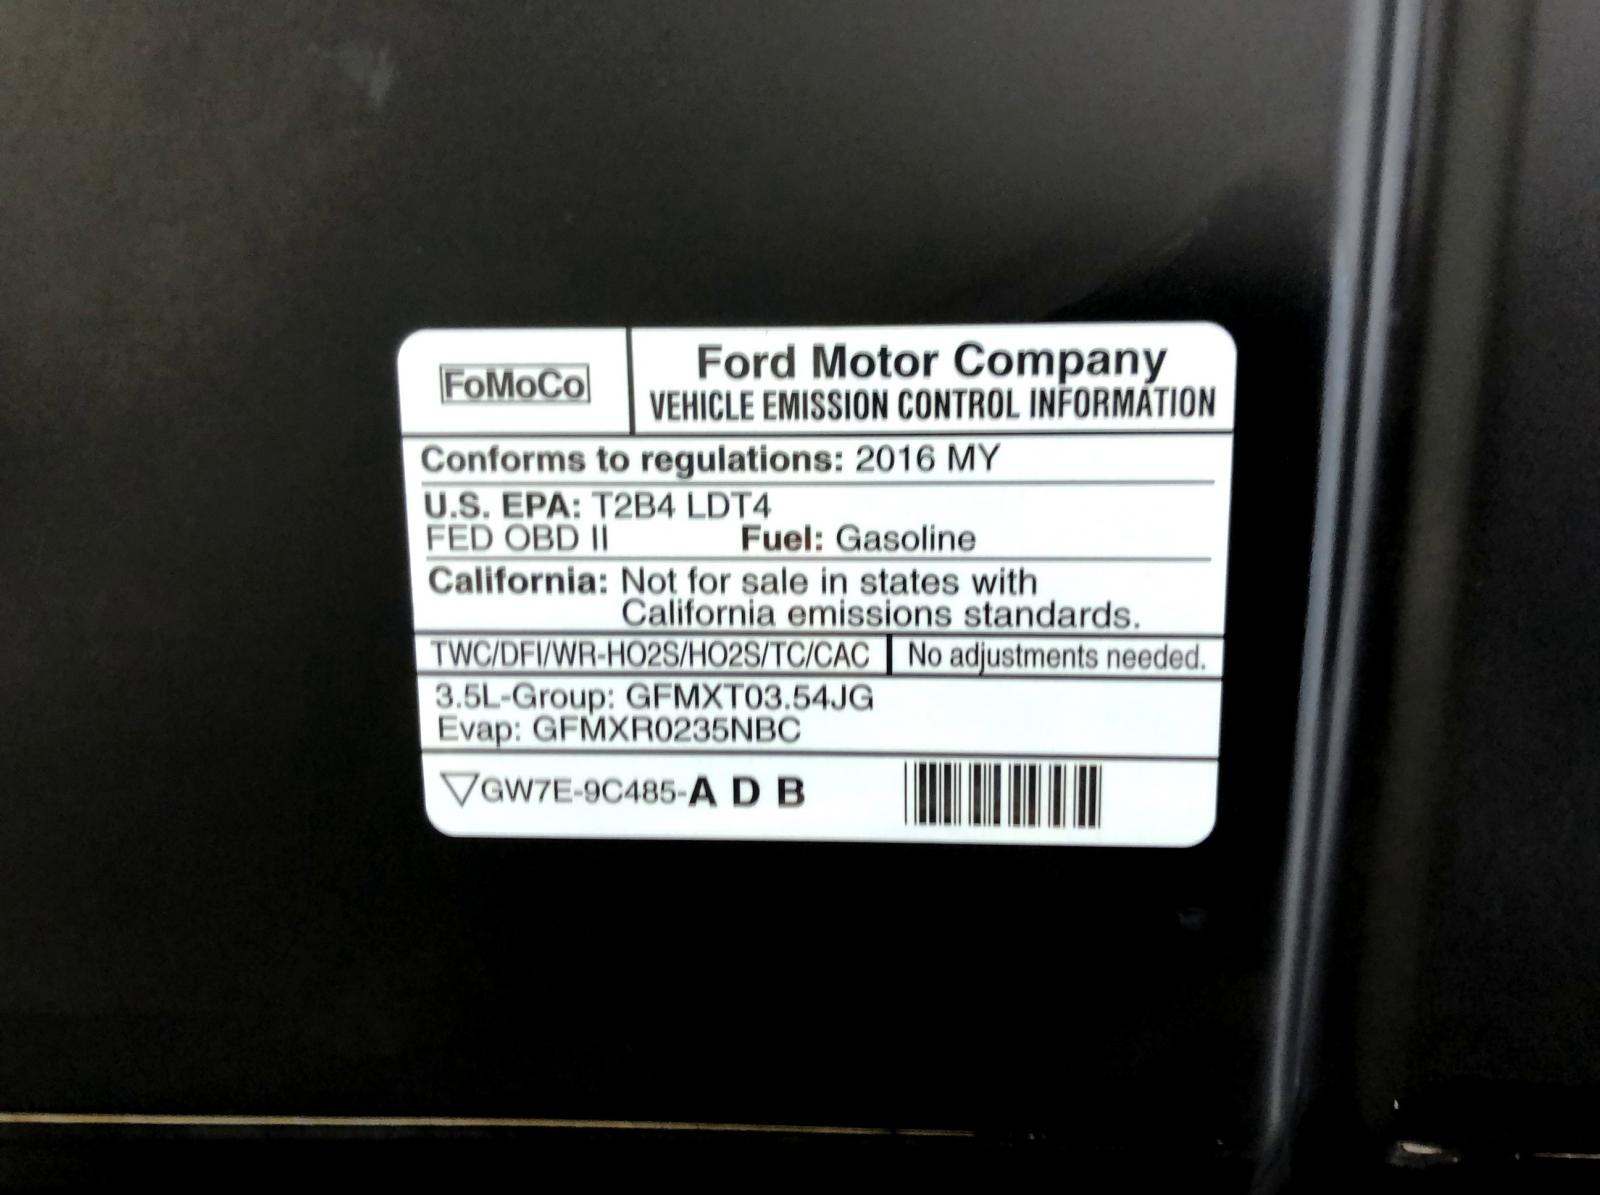 FoMoCo
Ford Motor Company
VEHICLE EMISSION CONTROL INFORMATION
Conforms to regulations: 2016 MY
U.S. EPA: T2B4 LDT4
FED OBD II Fuel: Gasoline
California: Not for sale in states with
California emissions standards.
TWC/DFI/WR-HO2S/HO2S/TC/CAC No adjustments needed.
3.5L-Group: GFMXT03.54JG
Evap: GFMXR0235NBC
▽GW7E-9C485-A D B